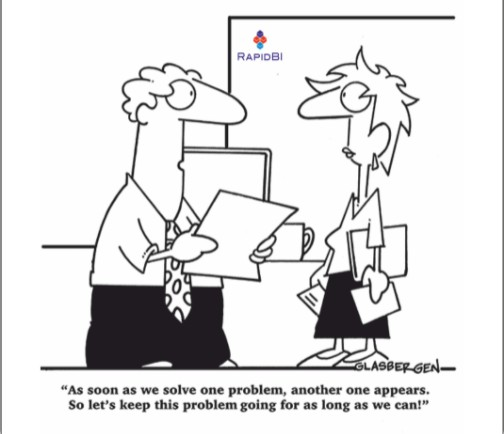 RAPIDBI
GLASBERGEN
“As soon as we solve one problem, another one appears.
So let’s keep this problem going for as long as we can!”